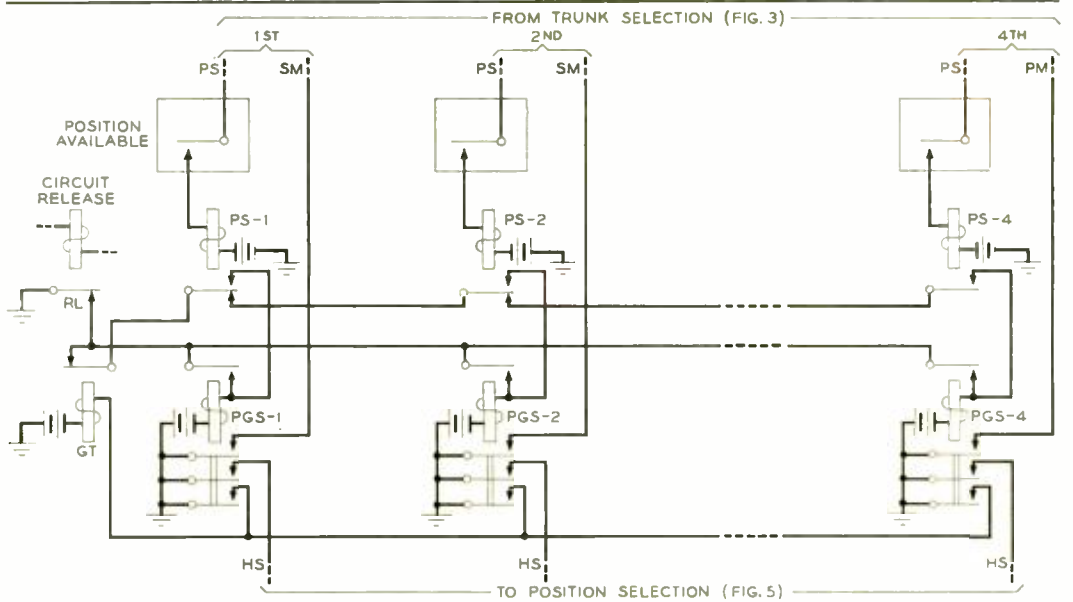 FROM TRUNK SELECTION (FIG. 3)
1ST
2ND
4TH
PS
SM
PS
SM
PS
PM
POSITION
AVAILABLE
CIRCUIT
RELEASE
PS-1
PS-2
PS-4
RL
PGS-1
PGS-2
PGS-4
GT
HS
HS
HS
TO POSITION SELECTION (FIG. 5)